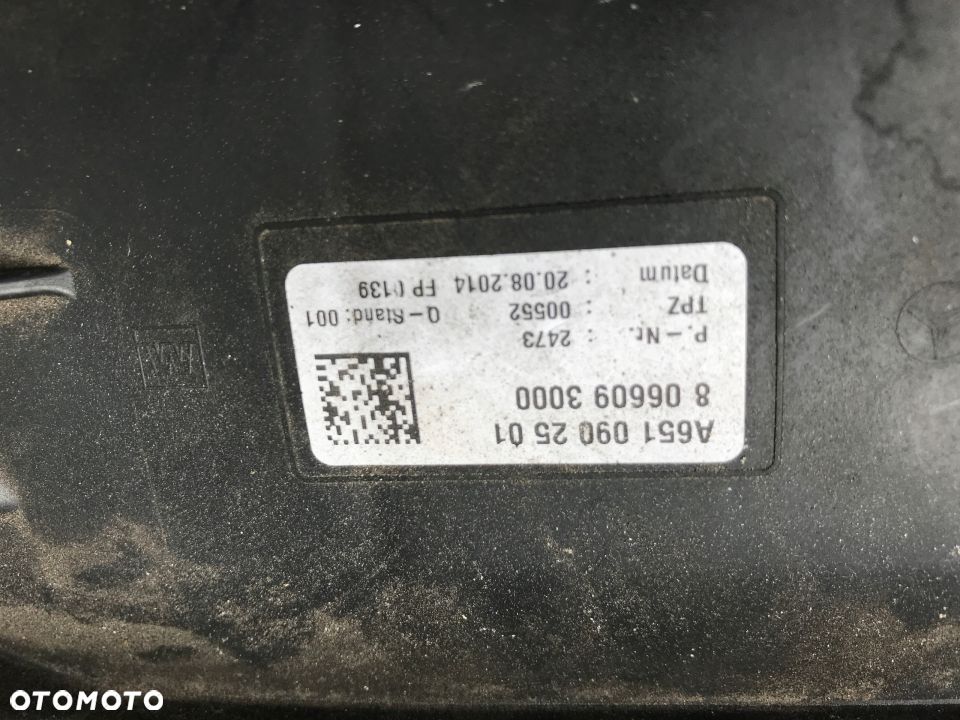 A651 090 25 01
8 06609 3000
P.-Nr. : 2473
TPZ : 00552 Q-Stand: 001
Datum : 20.08.2014 FP 0139
OTOMOTO